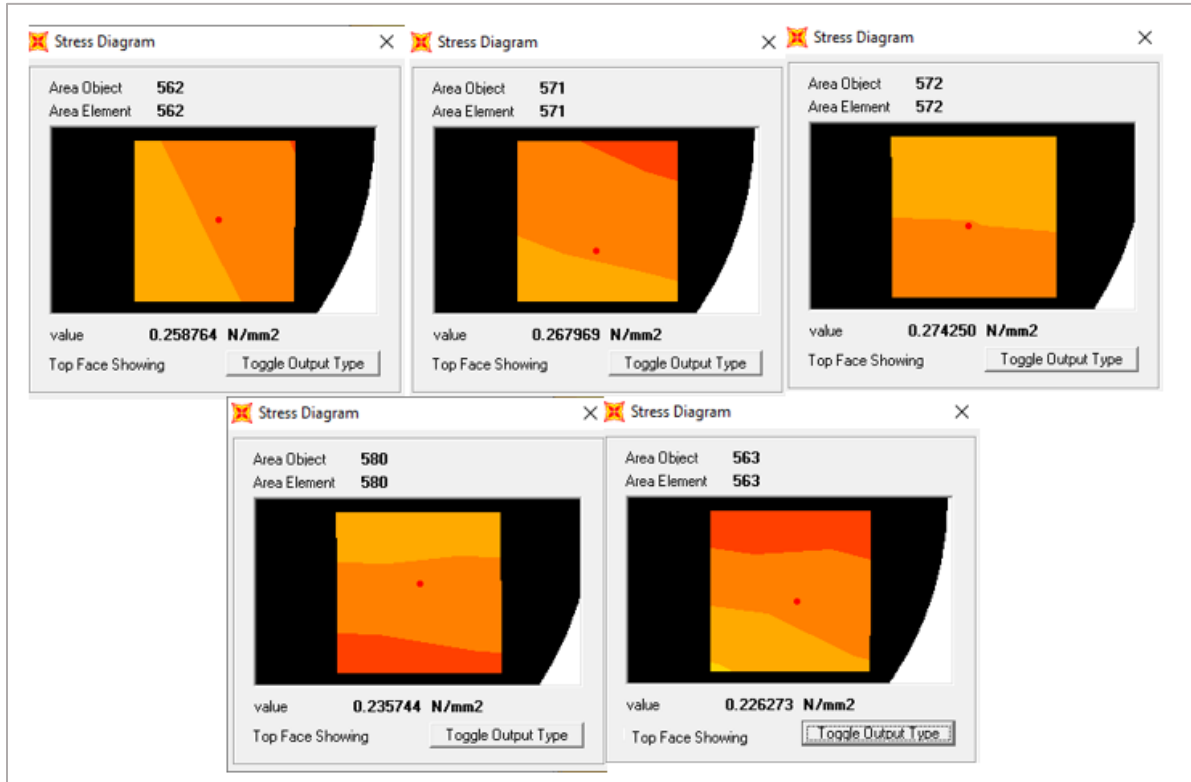 Stress Diagram
Area Object 562
Area Element 562
value 0.258764 N/mm2
Top Face Showing Toggle Output Type
Stress Diagram
Area Object 571
Area Element 571
value 0.267969 N/mm2
Top Face Showing Toggle Output Type
Stress Diagram
Area Object 572
Area Element 572
value 0.274250 N/mm2
Top Face Showing Toggle Output Type
Stress Diagram
Area Object 580
Area Element 580
value 0.235744 N/mm2
Top Face Showing Toggle Output Type
Stress Diagram
Area Object 563
Area Element 563
value 0.226273 N/mm2
Top Face Showing Toggle Output Type